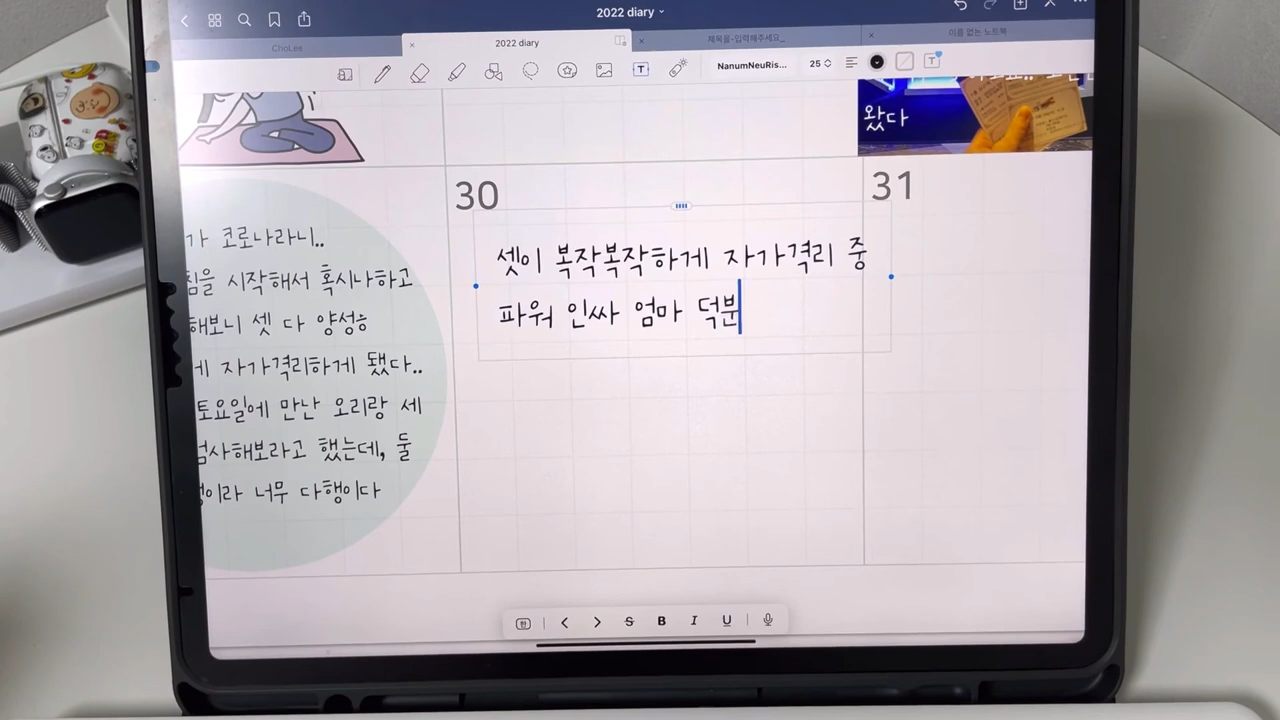 2022 diary
ChoLee
2022 diary
제목을-입력해주세요_
이름 없는 노트북
NanumNeuRis...
25
왔다
30
31
가 코로나라니..
침을 시작해서 혹시나하고
해보니 셋 다 양성
게 자가격리하게 됐다..
토요일에 만난 오리랑 세
검사해보라고 했는데, 둘
이라 너무 다행이다
셋이 복작복작하게 자가격리 중
파워 인싸 엄마 덕분
한
S
B
I
U